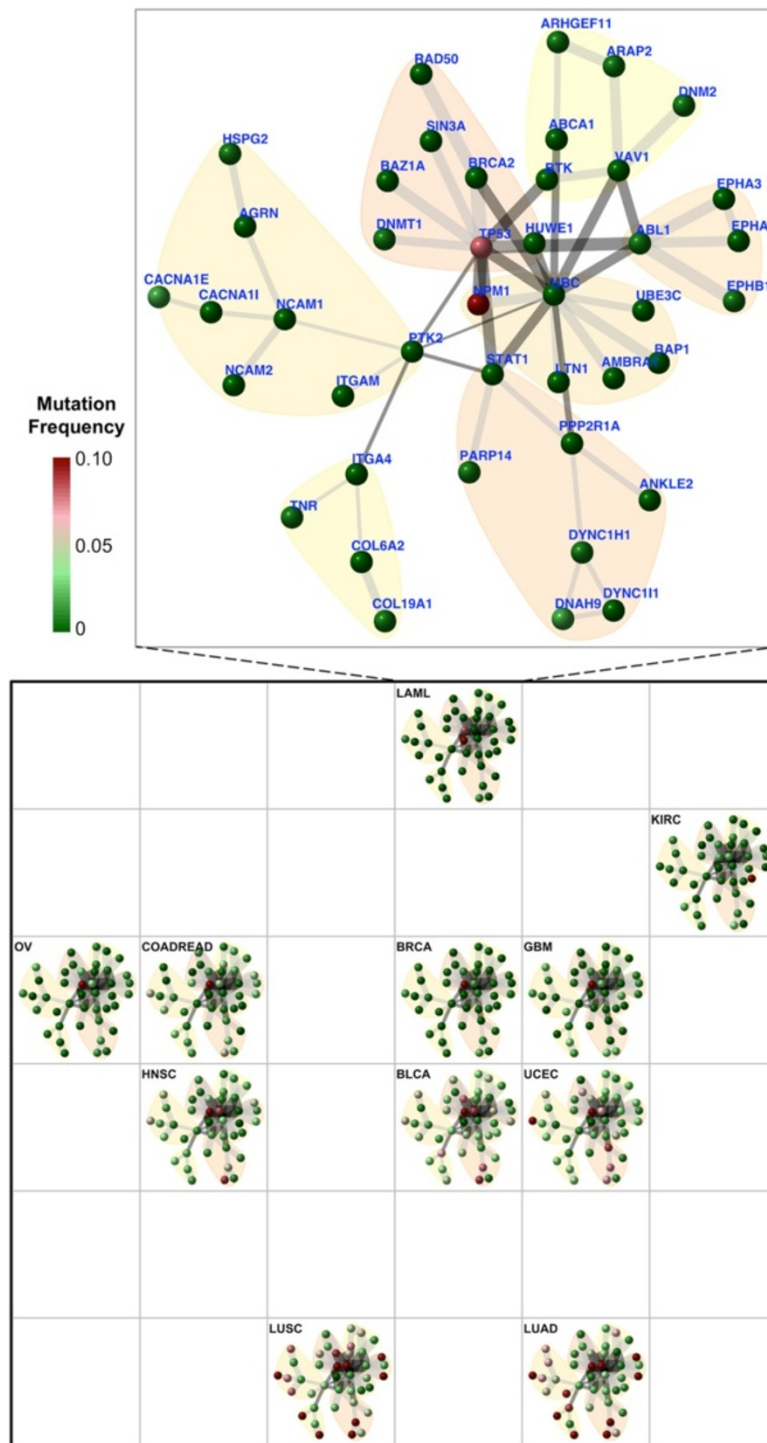 ARHGEF11
ARAP2
RAD50
DNM2
SIN3A
ABCA1
HSPG2
BAZ1A
BRCA2
BTK
VAV1
EPHA3
AGRN
DNMT1
TP53
HUWE1
ABL1
CACNA1E
CACNA1I
NCAM1
NPM1
UBC
UBE3C
EPHB1
PTK2
NCAM2
ITGAM
STAT1
LTN1
BAP1
Mutation
Frequency
0.10
0.05
0
PPP2R1A
ITGA4
PARP14
ANKLE2
TNR
COL6A2
DYNC1H1
COL19A1
DNAH9
DYNC1I1
LAML
KIRC
OV
COADREAD
BRCA
GBM
HNSC
BLCA
UCEC
LUSC
LUAD